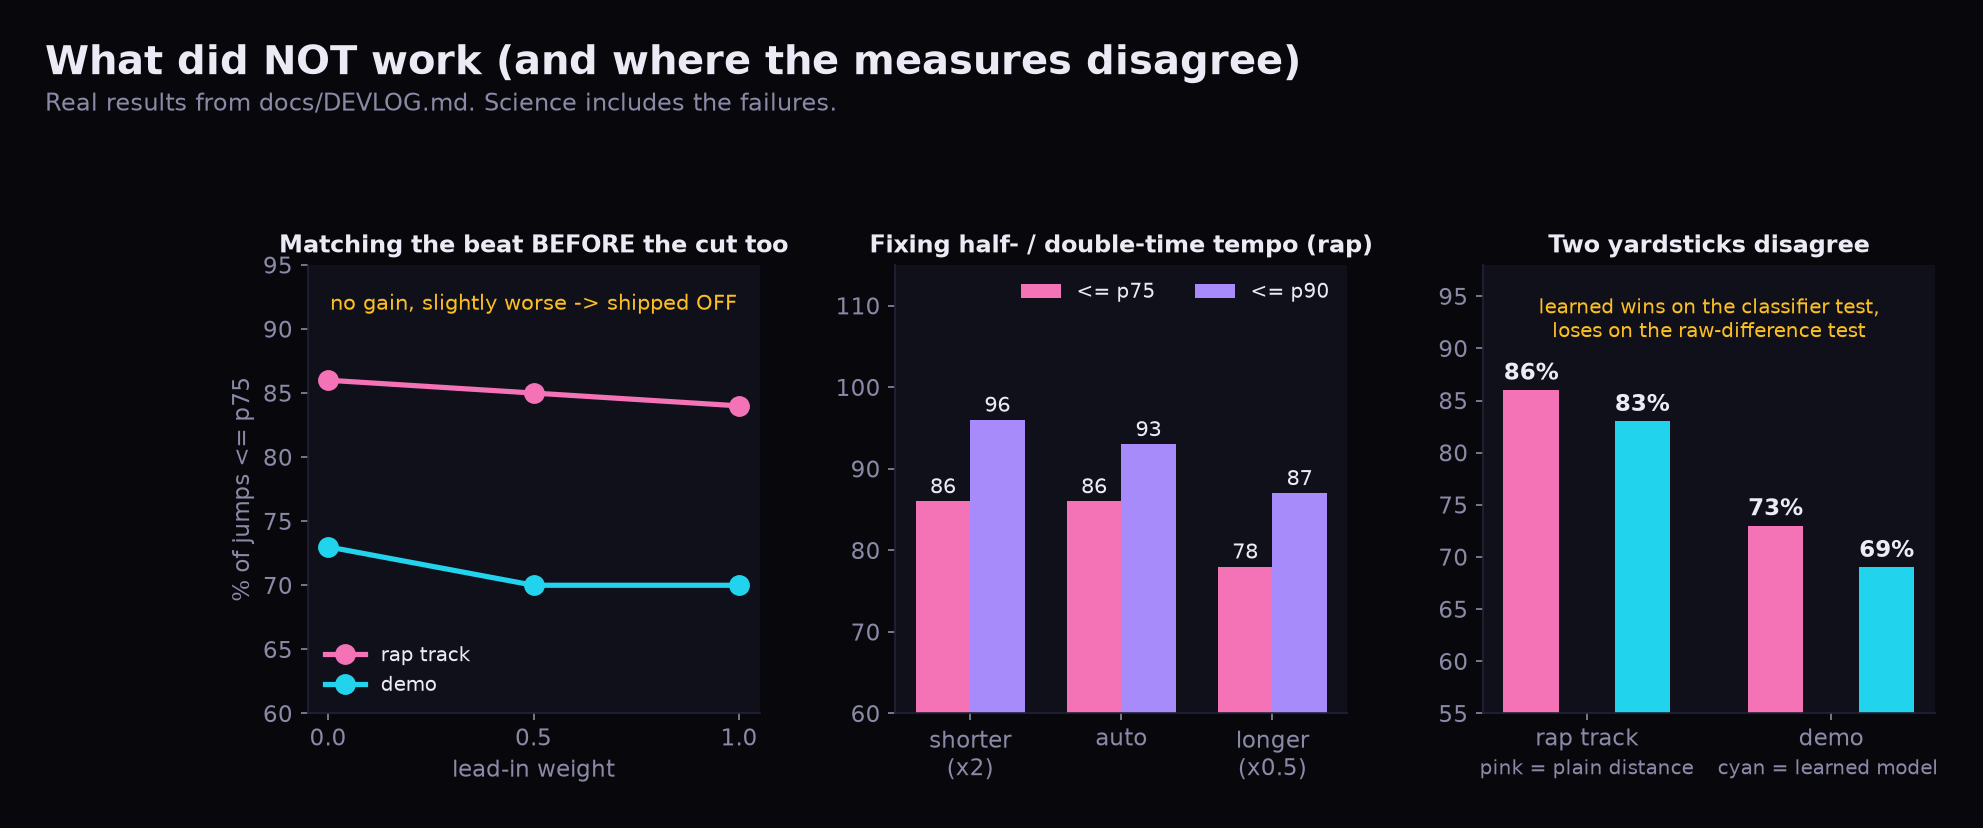 What did NOT work (and where the measures disagree)
Real results from docs/DEVLOG.md. Science includes the failures.
Matching the beat BEFORE the cut too
95
90
85
80
75
70
65
60
% of jumps <= p75
no gain, slightly worse -> shipped OFF
rap track
demo
0.0 0.5 1.0
lead-in weight
Fixing half- / double-time tempo (rap)
110
100
90
80
70
60
<= p75 <= p90
86 96 86 93 78 87
shorter
(x2)
auto
longer
(x0.5)
Two yardsticks disagree
95
90
85
80
75
70
65
60
55
learned wins on the classifier test,
loses on the raw-difference test
86% 83% 73% 69%
rap track demo
pink = plain distance cyan = learned model